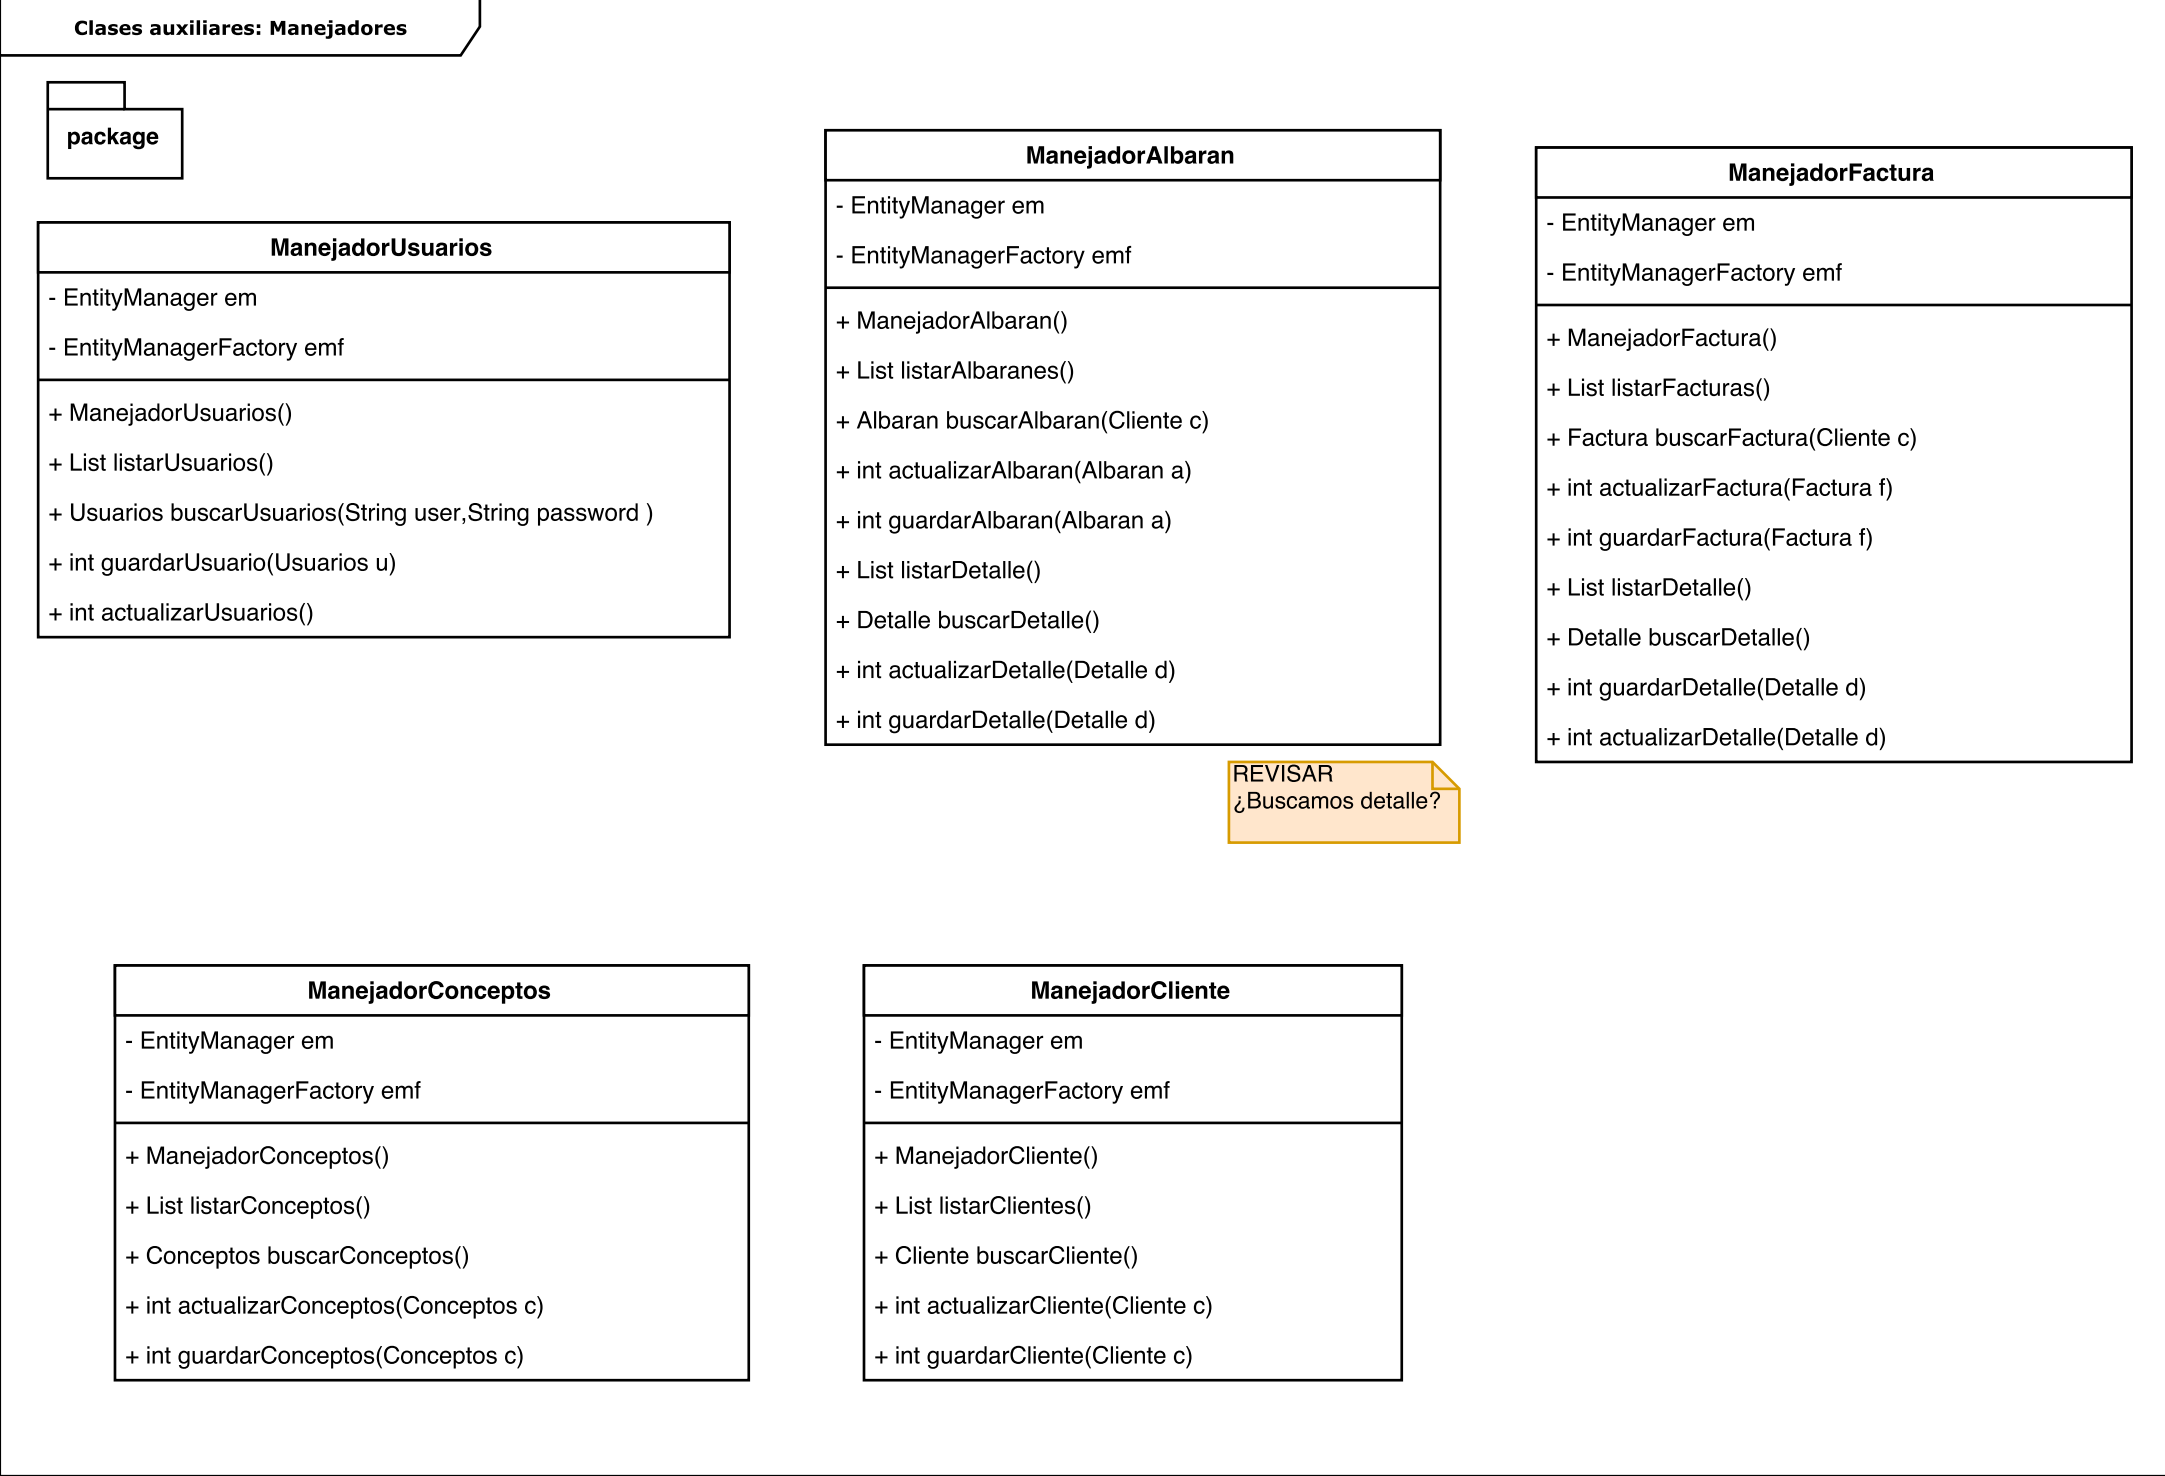 Clases auxiliares: Manejadores
package
ManejadorUsuarios
- EntityManager em
- EntityManagerFactory emf
+ ManejadorUsuarios()
+ List listarUsuarios()
+ Usuarios buscarUsuarios(String user,String password )
+ int guardarUsuario(Usuarios u)
+ int actualizarUsuarios()
ManejadorAlbaran
- EntityManager em
- EntityManagerFactory emf
+ ManejadorAlbaran()
+ List listarAlbaranes()
+ Albaran buscarAlbaran(Cliente c)
+ int actualizarAlbaran(Albaran a)
+ int guardarAlbaran(Albaran a)
+ List listarDetalle()
+ Detalle buscarDetalle()
+ int actualizarDetalle(Detalle d)
+ int guardarDetalle(Detalle d)
REVISAR
¿Buscamos detalle?
ManejadorFactura
- EntityManager em
- EntityManagerFactory emf
+ ManejadorFactura()
+ List listarFacturas()
+ Factura buscarFactura(Cliente c)
+ int actualizarFactura(Factura f)
+ int guardarFactura(Factura f)
+ List listarDetalle()
+ Detalle buscarDetalle()
+ int guardarDetalle(Detalle d)
+ int actualizarDetalle(Detalle d)
ManejadorConceptos
- EntityManager em
- EntityManagerFactory emf
+ ManejadorConceptos()
+ List listarConceptos()
+ Conceptos buscarConceptos()
+ int actualizarConceptos(Conceptos c)
+ int guardarConceptos(Conceptos c)
ManejadorCliente
- EntityManager em
- EntityManagerFactory emf
+ ManejadorCliente()
+ List listarClientes()
+ Cliente buscarCliente()
+ int actualizarCliente(Cliente c)
+ int guardarCliente(Cliente c)